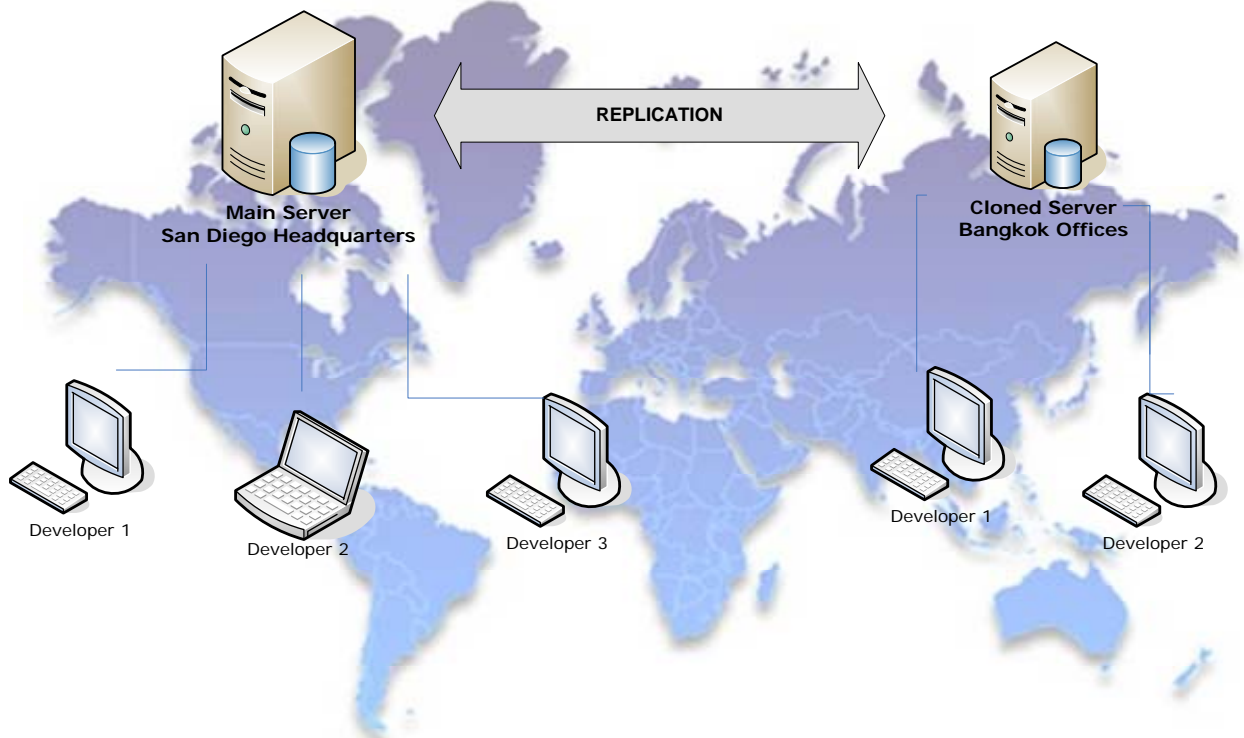 REPLICATION
Main Server
San Diego Headquarters
Cloned Server
Bangkok Offices
Developer 1
Developer 2
Developer 3
Developer 1
Developer 2